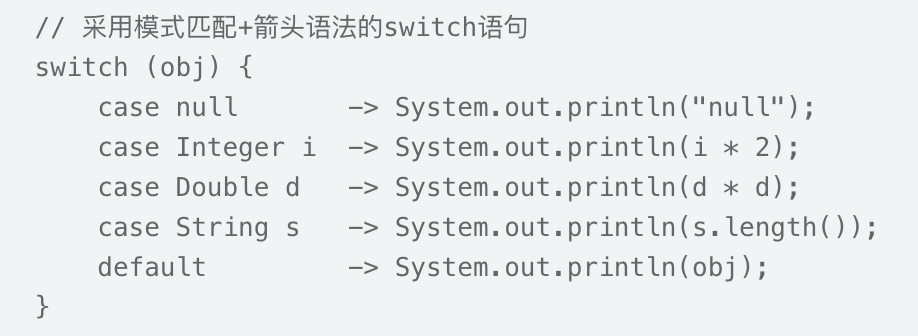 // 采用模式匹配+箭头语法的switch语句
switch (obj) {
    case null       -> System.out.println("null");
    case Integer i  -> System.out.println(i * 2);
    case Double d   -> System.out.println(d * d);
    case String s   -> System.out.println(s.length());
    default         -> System.out.println(obj);
}